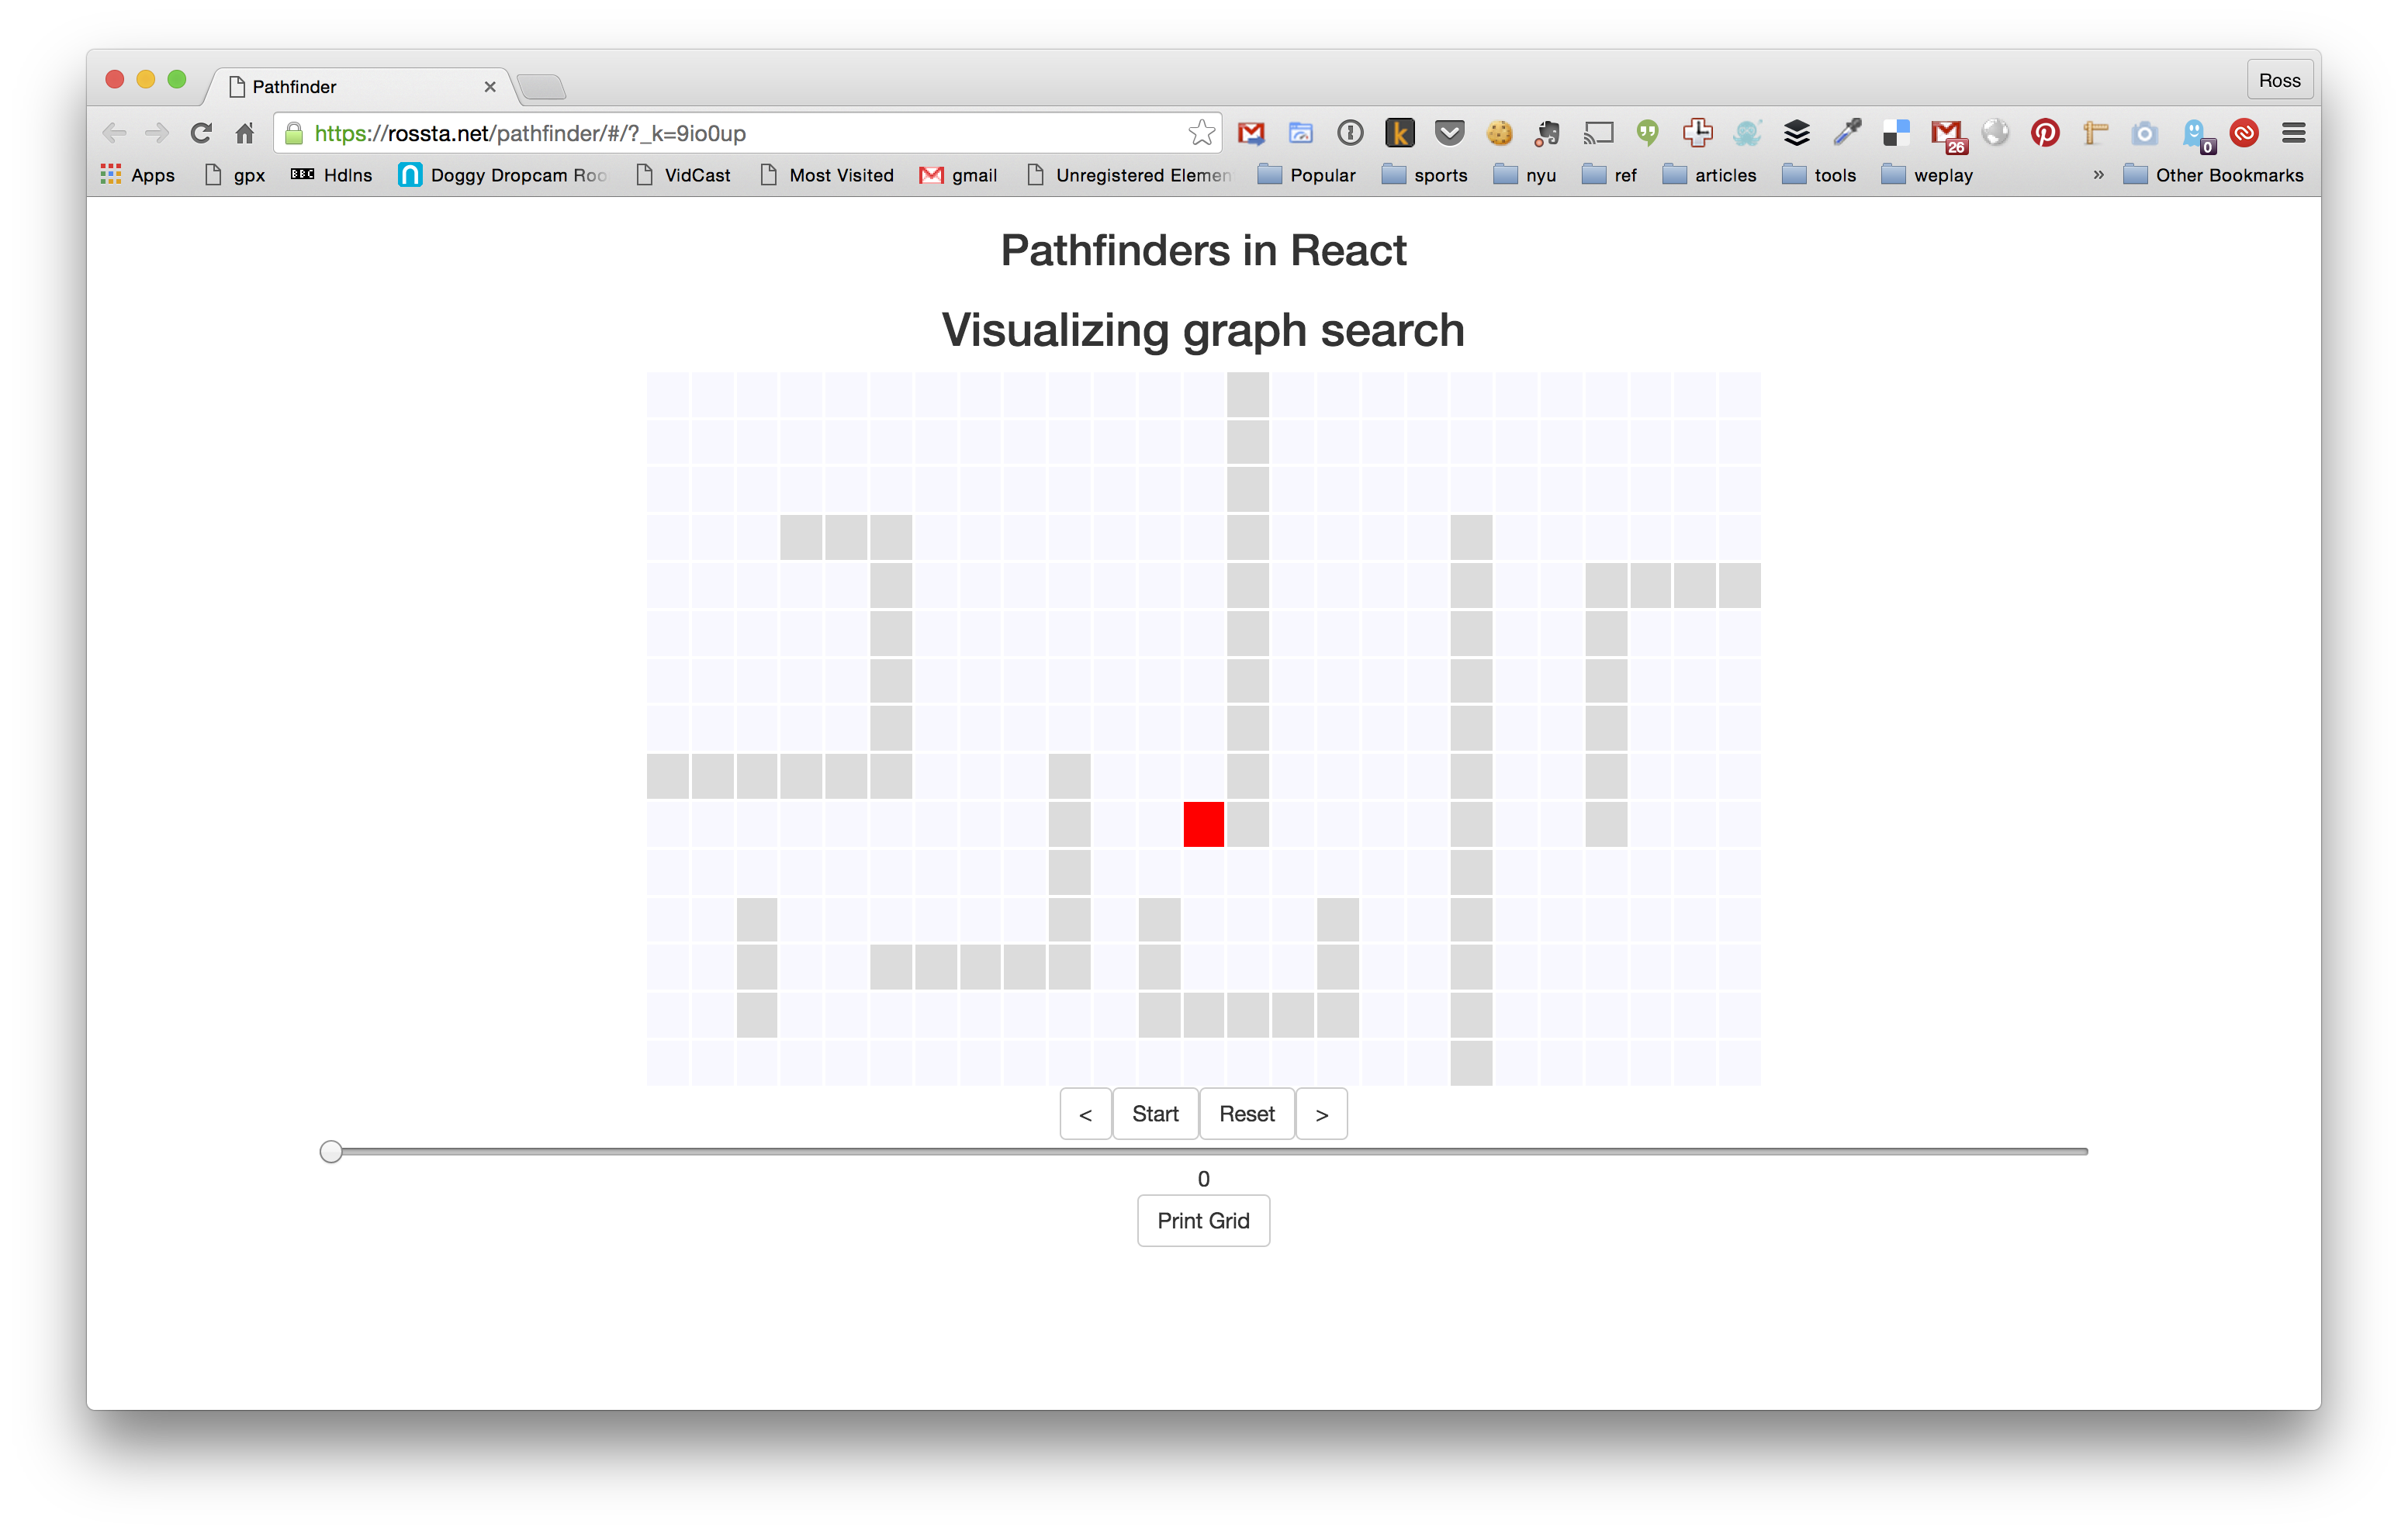 Pathfinder
Ross
https://rossta.net/pathfinder/#/?_k=9io0up
26
0
Apps gpx BBC Hdlns Doggy Dropcam Roo VidCast Most Visited gmail Unregistered Elemen Popular sports nyu ref articles tools weplay » Other Bookmarks
Pathfinders in React
Visualizing graph search
< Start Reset >
0
Print Grid